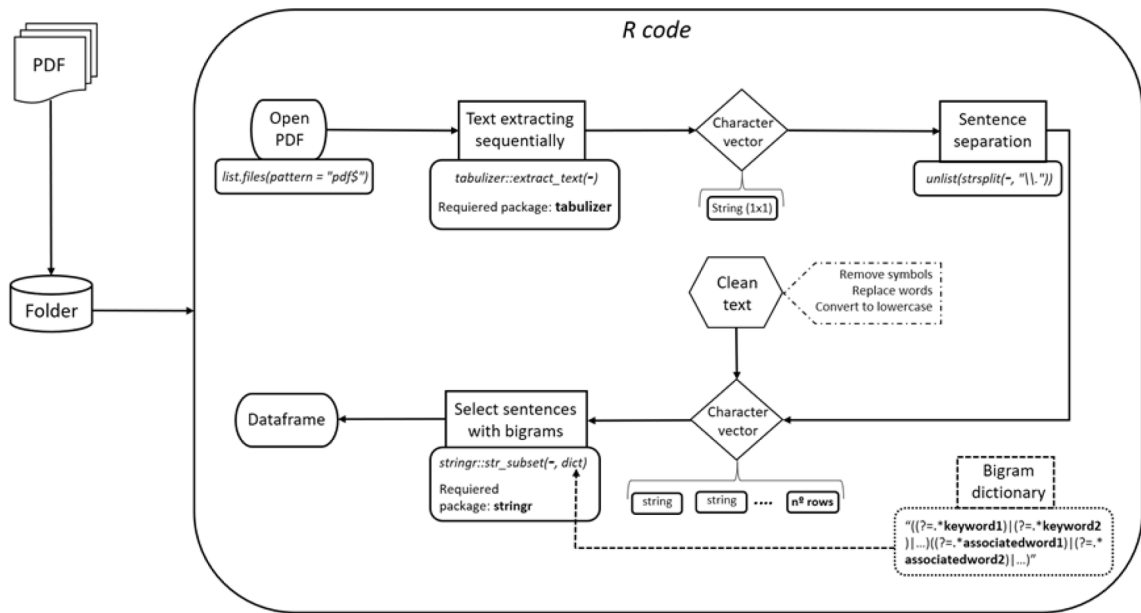 R code
PDF
Open
PDF
list.files(pattern = "pdf$")
Text extracting
sequentially
tabulizer::extract_text(-)
Requiered package: tabulizer
Character
vector
String (1x1)
Sentence
separation
unlist(strsplit(-, "\\."))
Folder
Clean
text
Remove symbols
Replace words
Convert to lowercase
Dataframe
Select sentences
with bigrams
stringr::str_subset(-, dict)
Requiered
package: stringr
Character
vector
string
string
....
nº rows
Bigram
dictionary
“((?=.*keyword1)|(?=.*keyword2
)|...)((?=.*associatedword1)|(?=.*
associatedword2)|...)”